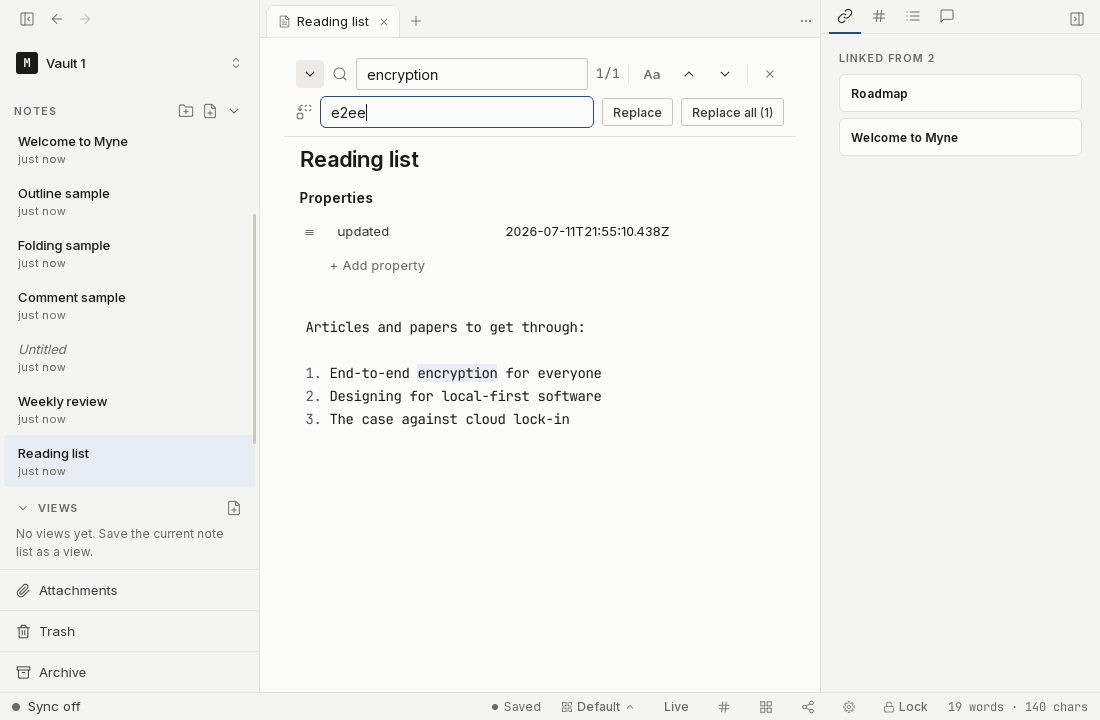 Reading list
M Vault 1
NOTES
Welcome to Myne
just now
Outline sample
just now
Folding sample
just now
Comment sample
just now
Untitled
just now
Weekly review
just now
Reading list
just now
VIEWS
No views yet. Save the current note
list as a view.
Attachments
Trash
Archive
encryption
1/1
Aa
e2ee
Replace
Replace all (1)
Reading list
Properties
updated 2026-07-11T21:55:10.438Z
+ Add property
Articles and papers to get through:
1. End-to-end encryption for everyone
2. Designing for local-first software
3. The case against cloud lock-in
LINKED FROM 2
Roadmap
Welcome to Myne
Sync off
Saved
Default
Live
Lock
19 words · 140 chars